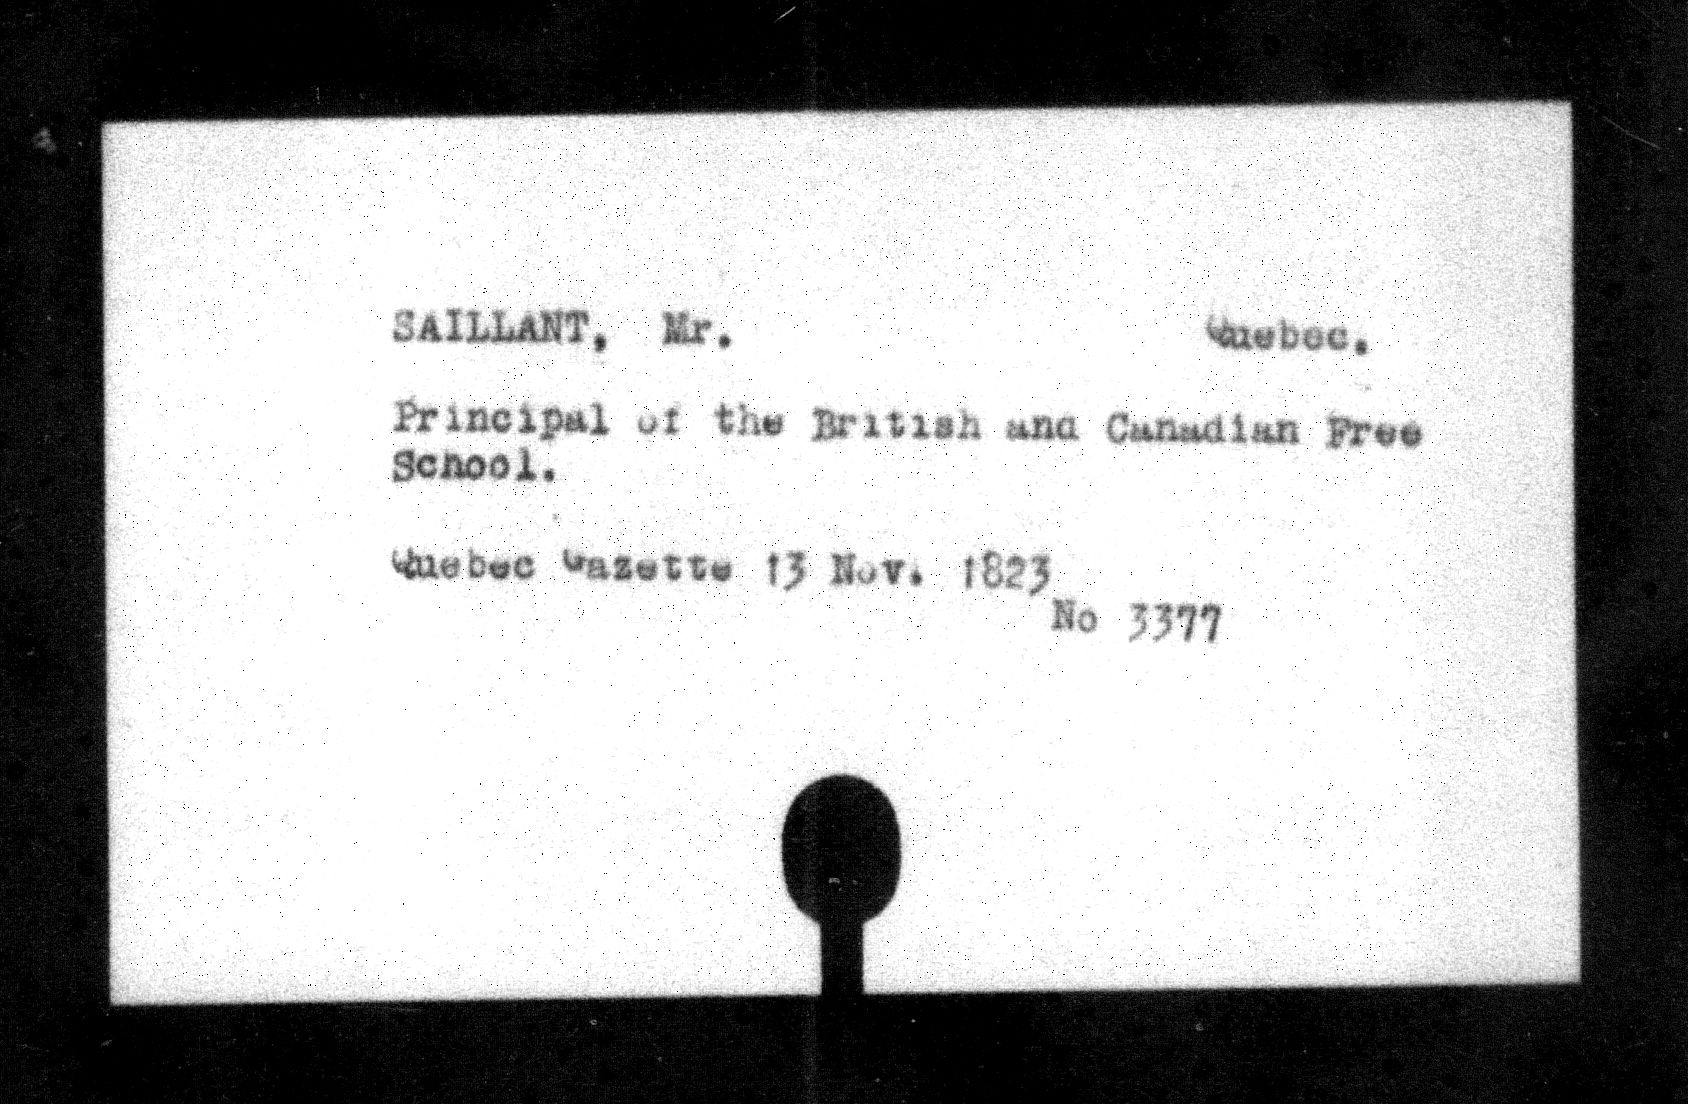 SAILLANT, Mr. Quebec.
Principal of the British and Canadian Free
School.
Quebec Gazette 13 Nov. 1823
No 3377